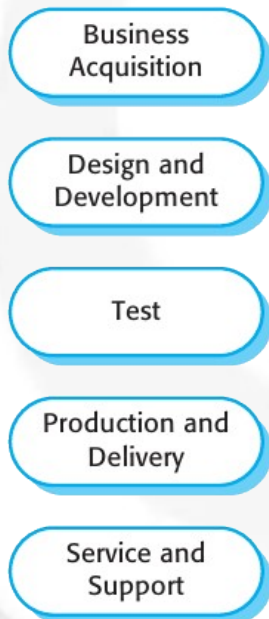 Business
Acquisition
Design and
Development
Test
Production and
Delivery
Service and
Support